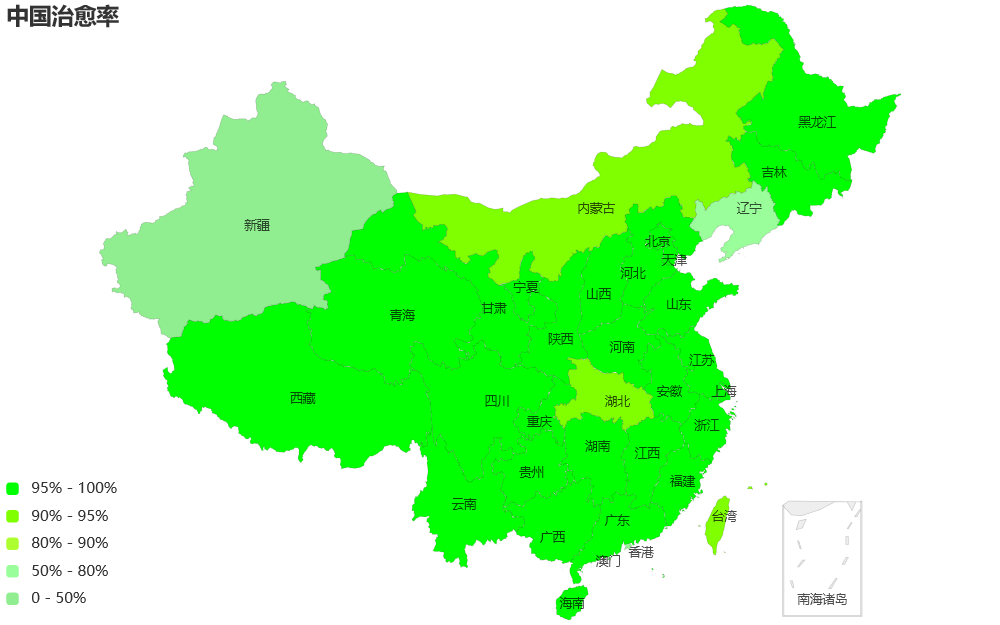 中国治愈率
黑龙江
吉林
辽宁
内蒙古
新疆
北京
天津
河北
宁夏
山西
山东
甘肃
青海
陕西
河南
江苏
安徽
上海
西藏
四川
湖北
重庆
浙江
湖南
江西
贵州
福建
云南
台湾
广东
广西
香港
澳门
海南
南海诸岛
95% - 100%
90% - 95%
80% - 90%
50% - 80%
0 - 50%